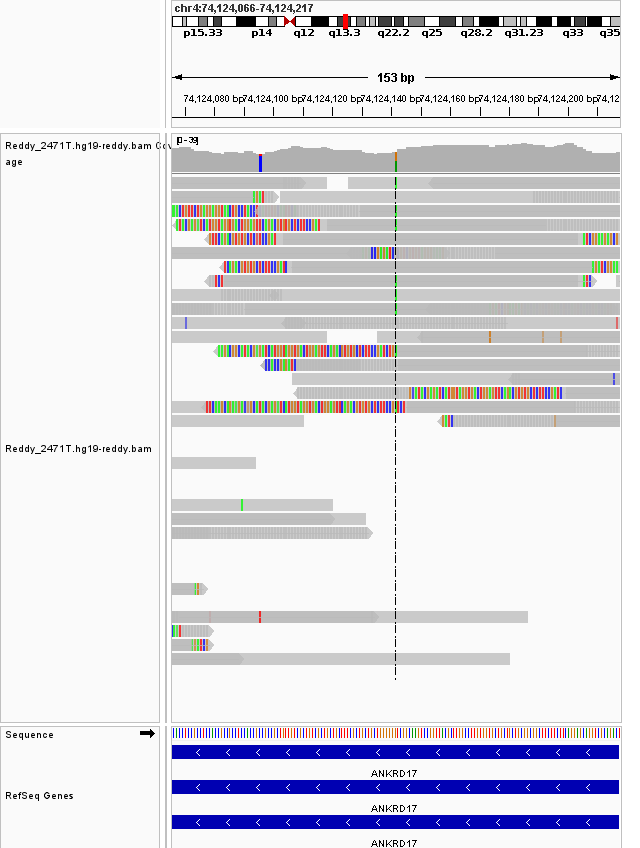 chr4:74,124,066-74,124,217
p15.33 p14 q12 q13.3 q22.2 q25 q28.2 q31.23 q33 q35
153 bp
74,124,080 bp 74,124,100 bp 74,124,120 bp 74,124,140 bp 74,124,160 bp 74,124,180 bp 74,124,200 bp 74,12
Reddy_2471T.hg19-reddy.bam Cov
age
[0 - 39]
Reddy_2471T.hg19-reddy.bam
Sequence
ANKRD17
RefSeq Genes
ANKRD17
ANKRD17